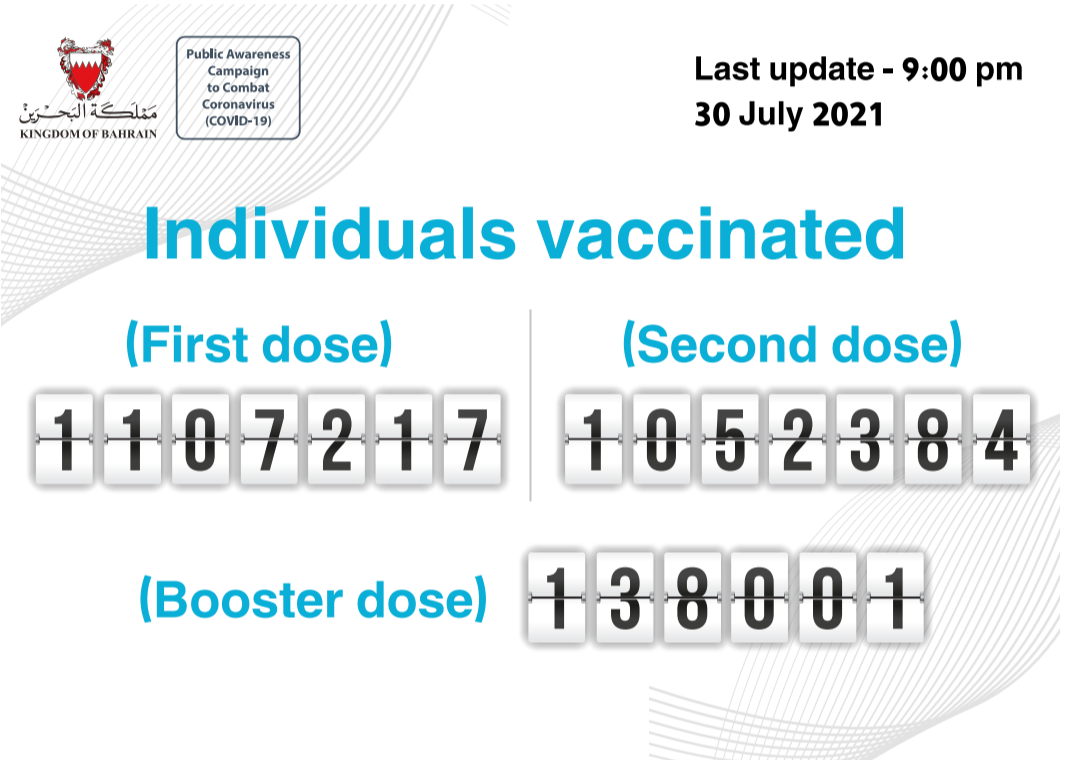 مملكة البحرين
KINGDOM OF BAHRAIN
Public Awareness
Campaign
to Combat
Coronavirus
(COVID-19)
Last update - 9:00 pm
30 July 2021
Individuals vaccinated
(First dose)
1107217
(Second dose)
1052384
(Booster dose)
138001